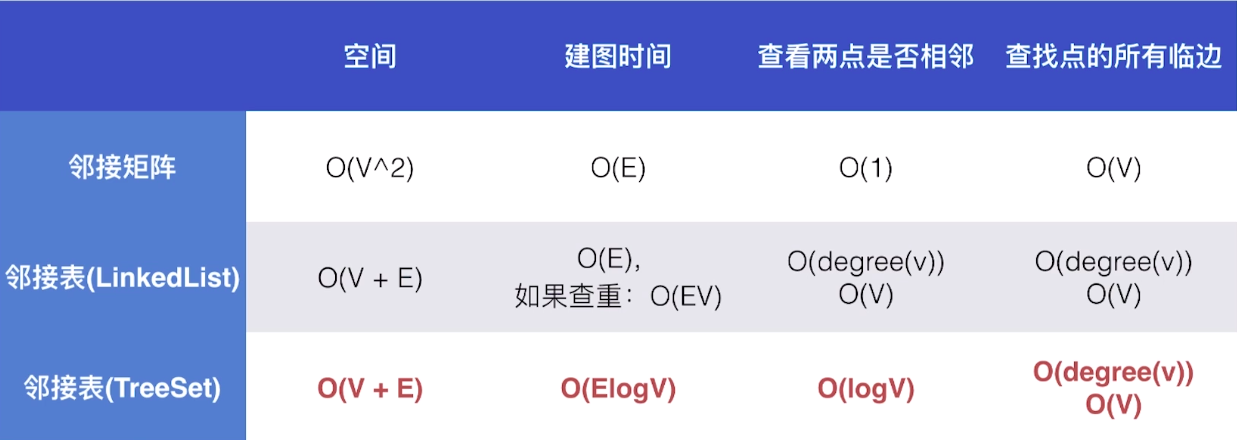 空间 建图时间 查看两点是否相邻 查找点的所有临边
邻接矩阵 O(V^2) O(E) O(1) O(V)
邻接表(LinkedList) O(V + E) O(E), 如果查重：O(EV) O(degree(v)) O(V) O(degree(v)) O(V)
邻接表(TreeSet) O(V + E) O(ElogV) O(logV) O(degree(v)) O(V)